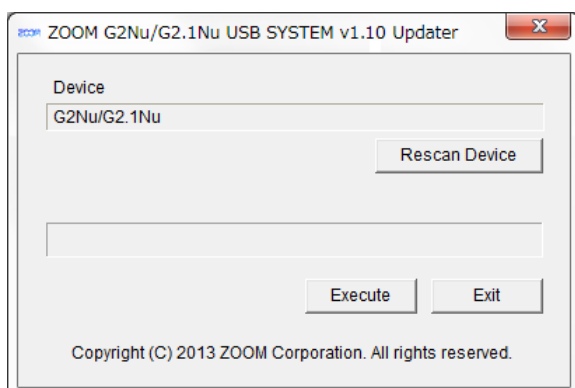 ZOOM ZOOM G2Nu/G2.1Nu USB SYSTEM v1.10 Updater X
Device
G2Nu/G2.1Nu
Rescan Device
Execute Exit
Copyright (C) 2013 ZOOM Corporation. All rights reserved.